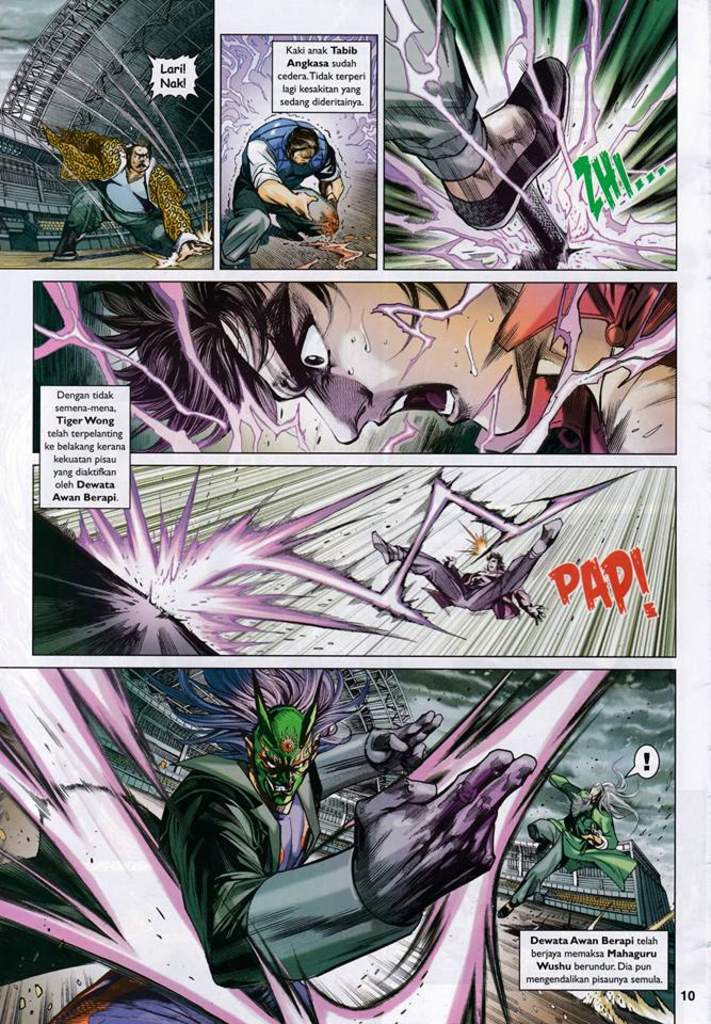 Lari!
Nak!
Kaki anak Tabib
Angkasa sudah
cedera.Tidak terperi
lagi kesakitan yang
sedang dideritainya.
ZHI...
Dengan tidak
semena-mena,
Tiger Wong
telah terpelanting
ke belakang kerana
kekuatan pisau
yang diaktifkan
oleh Dewata
Awan Berapi.
PAP!
!
Dewata Awan Berapi telah
berjaya memaksa Mahaguru
Wushu berundur. Dia pun
mengendalikan pisaunya semula.
10